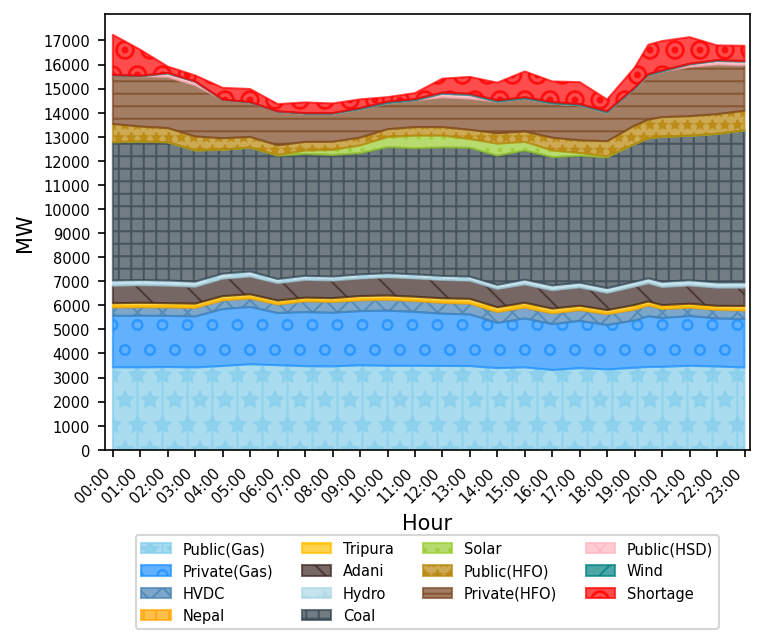 17000
16000
15000
14000
13000
12000
11000
10000
9000
8000
7000
6000
5000
4000
3000
2000
1000
0
MW
00:00 01:00 02:00 03:00 04:00 05:00 06:00 07:00 08:00 09:00 10:00 11:00 12:00 13:00 14:00 15:00 16:00 17:00 18:00 19:00 20:00 21:00 22:00 23:00
Hour
Public(Gas) Tripura Solar Public(HSD)
Private(Gas) Adani Public(HFO) Wind
HVDC Hydro Private(HFO) Shortage
Nepal Coal